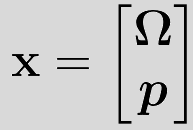 x = [Ω
p]